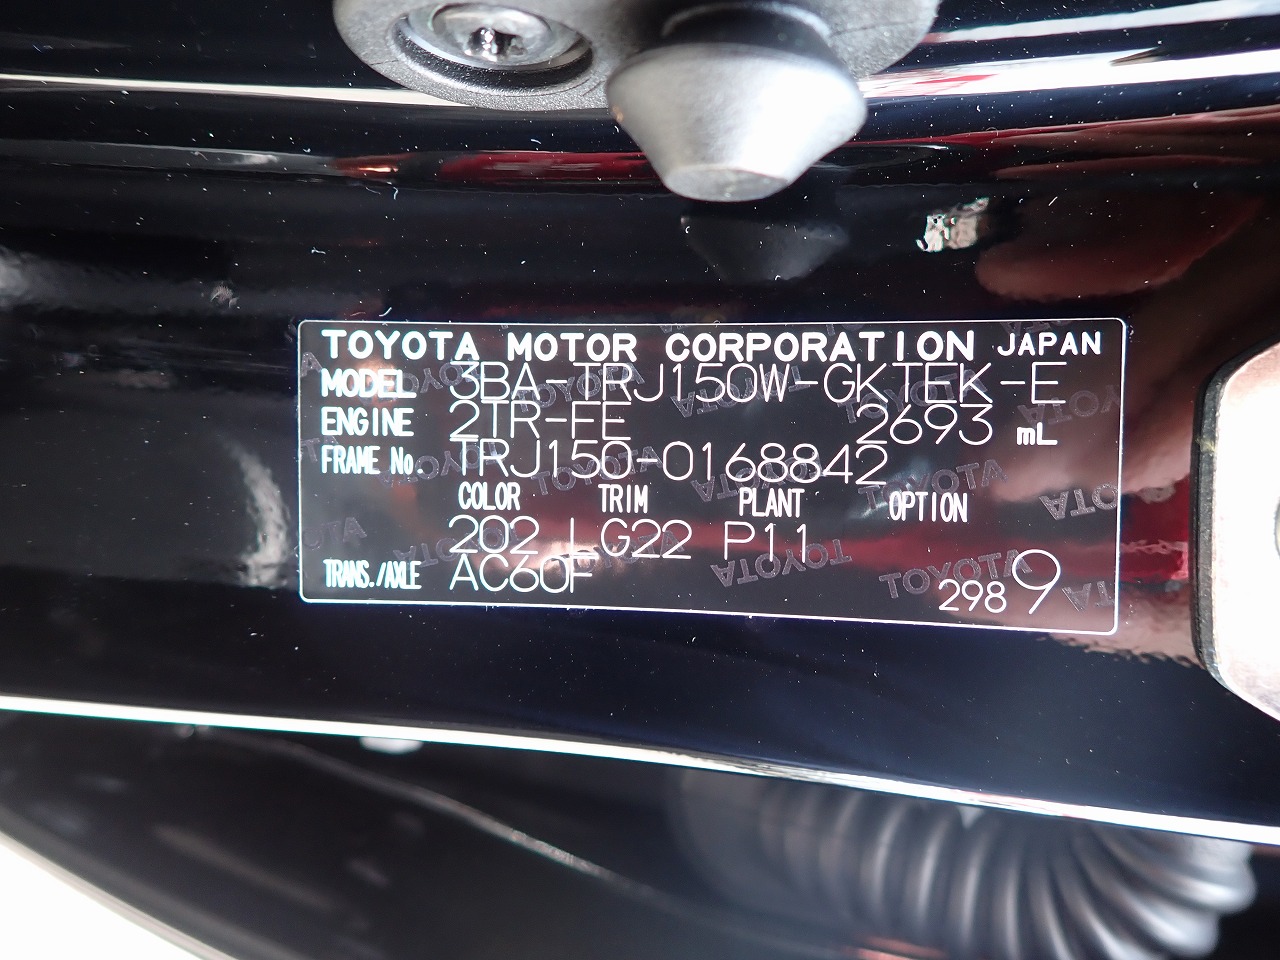 TOYOTA MOTOR CORPORATION JAPAN
MODEL 3BA-TRJ150W-GKTEK-E
ENGINE 2TR-FE 2693 mL
FRAME No. TRJ150-0168842
COLOR TRIM PLANT OPTION
202 LG22 P11
TRANS./AXLE AC60F
298 9